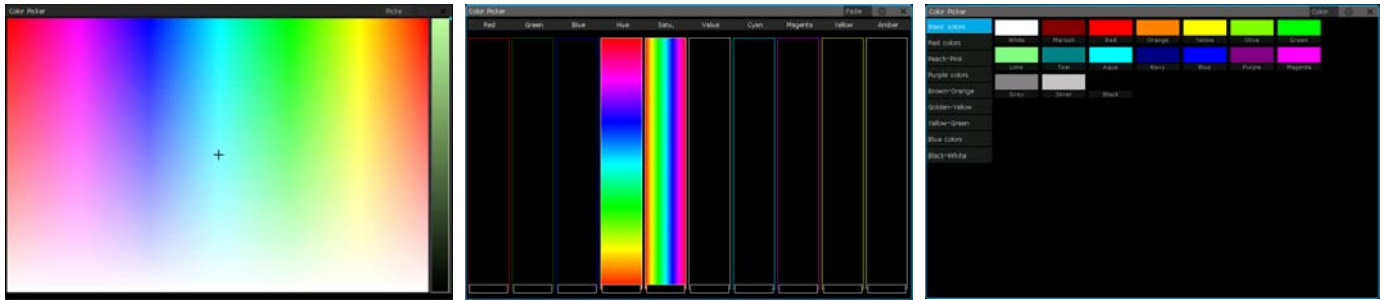 Color Picker
Color Picker Fader
Red Green Blue Hue Satu. Value Cyan Magenta Yellow Amber
Color Picker Color
Basic colors
Red colors
Peach-Pink
Purple colors
Brown-Orange
Golden-Yellow
Yellow-Green
Blue colors
Black-White
White Maroon Red Orange Yellow Olive Green
Lime Teal Aqua Navy Blue Purple Magenta
Grey Silver Black